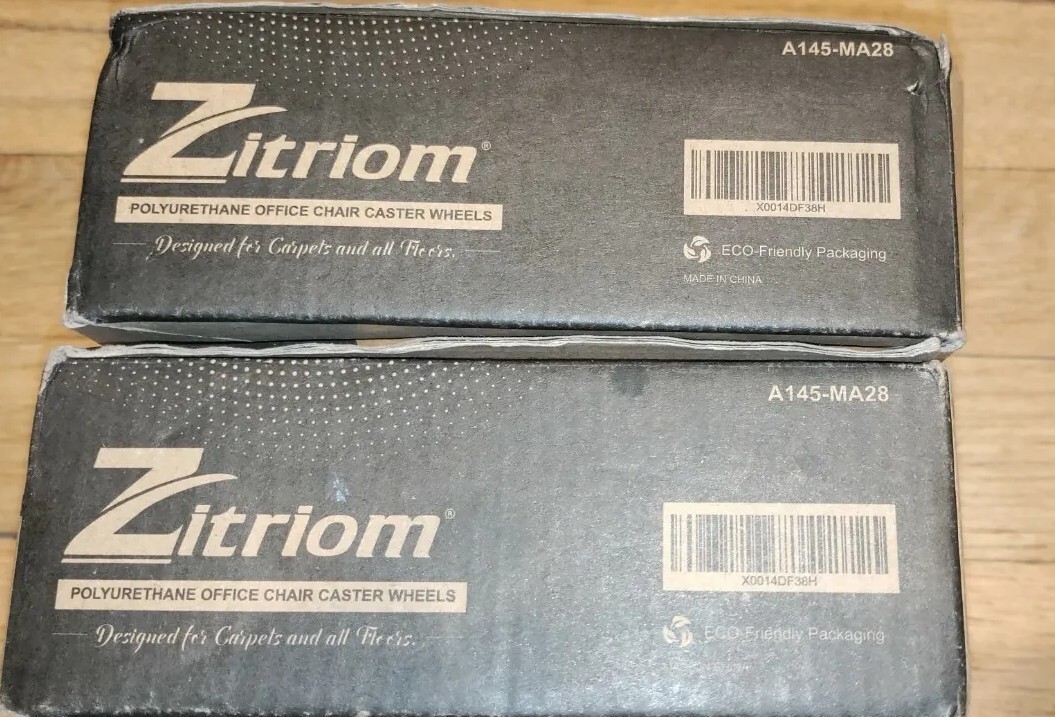 A145-MA28
Zitriom®
POLYURETHANE OFFICE CHAIR CASTER WHEELS
Designed for Carpets and all Floors.
X0014DF38H
ECO-Friendly Packaging
MADE IN CHINA
A145-MA28
Zitriom®
POLYURETHANE OFFICE CHAIR CASTER WHEELS
Designed for Carpets and all Floors.
X0014DF38H
ECO-Friendly Packaging